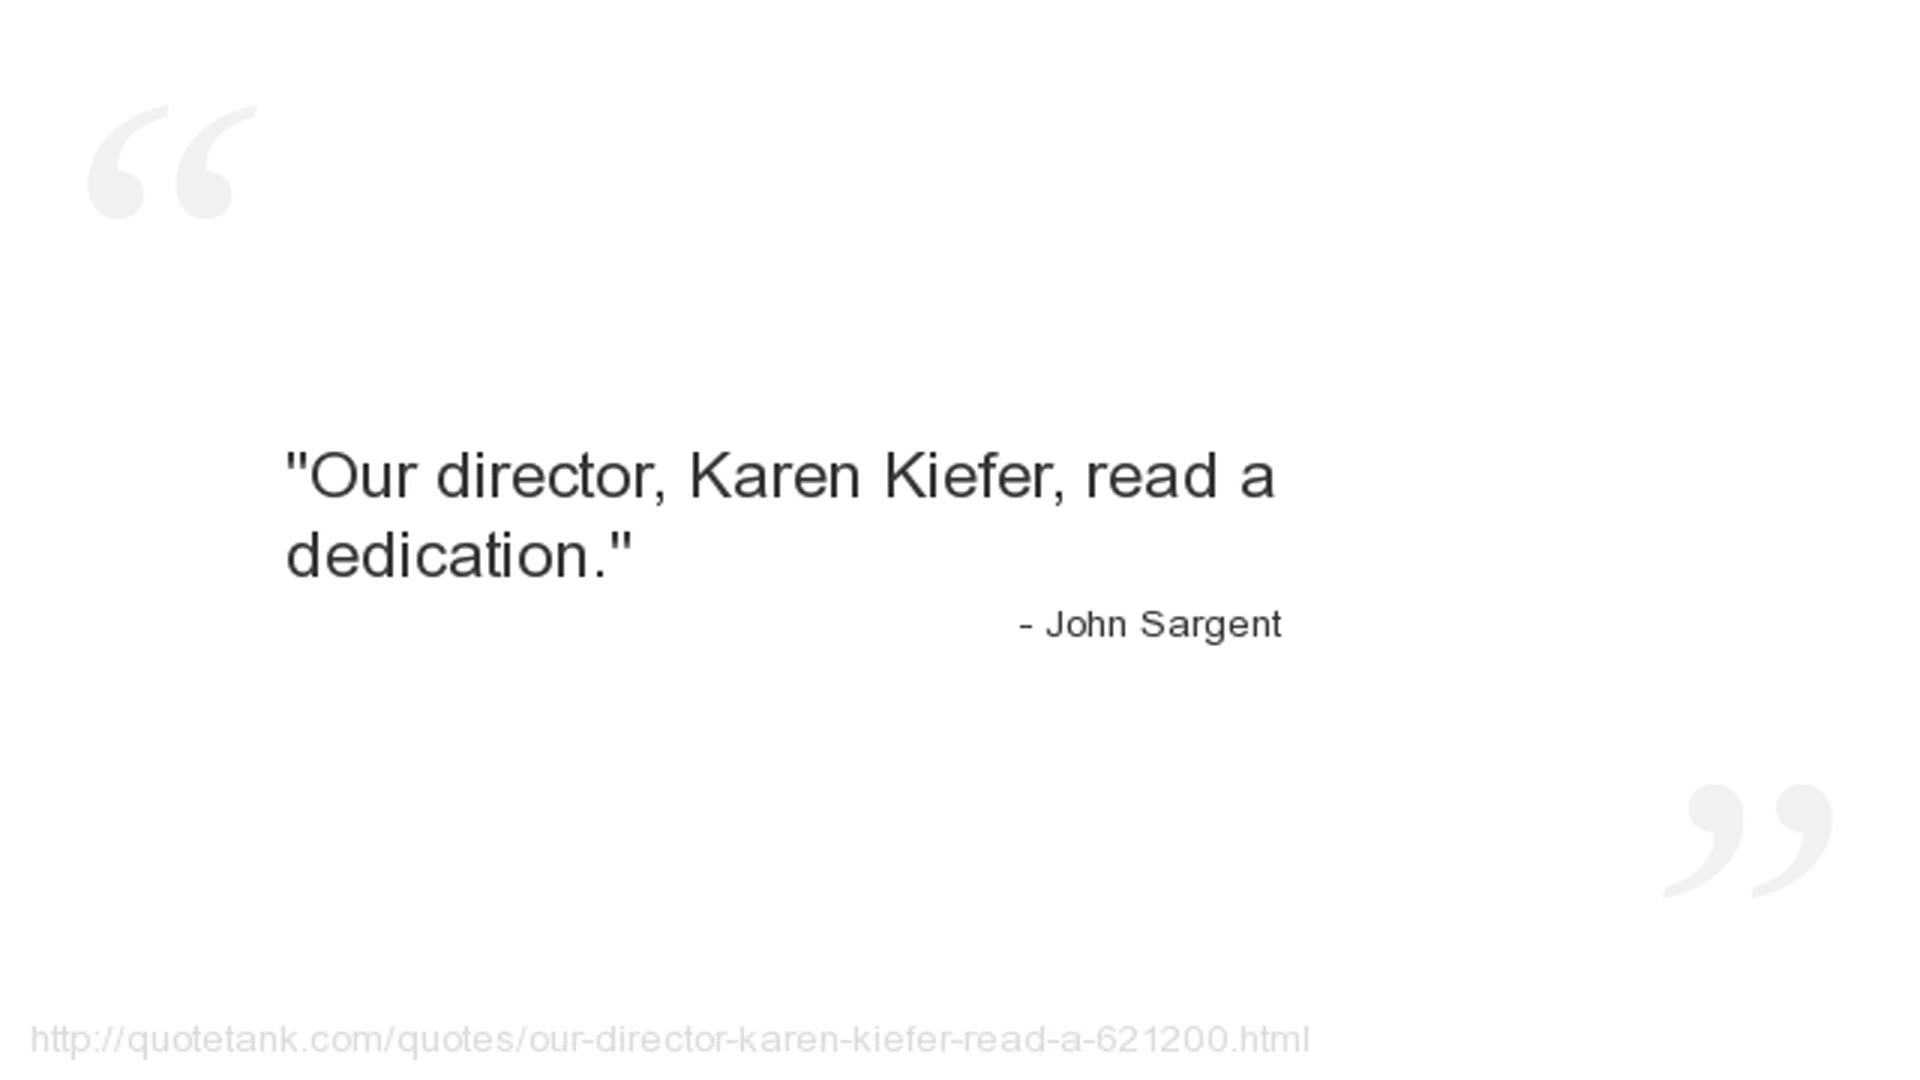 "Our director, Karen Kiefer, read a
dedication."
- John Sargent
http://quotetank.com/quotes/our-director-karen-kiefer-read-a-621200.html